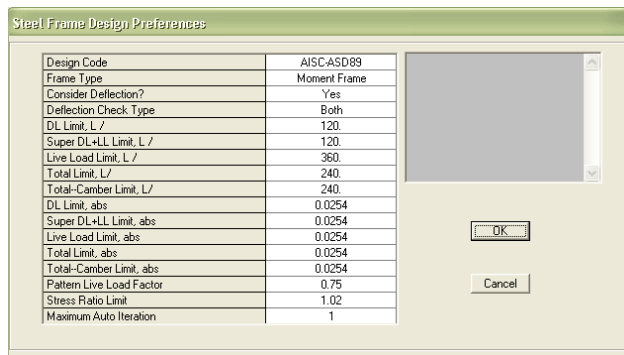 Steel Frame Design Preferences
Design Code AISC-ASD89
Frame Type Moment Frame
Consider Deflection? Yes
Deflection Check Type Both
DL Limit, L / 120.
Super DL+LL Limit, L / 120.
Live Load Limit, L / 360.
Total Limit, L/ 240.
Total--Camber Limit, L/ 240.
DL Limit, abs 0.0254
Super DL+LL Limit, abs 0.0254
Live Load Limit, abs 0.0254
Total Limit, abs 0.0254
Total--Camber Limit, abs 0.0254
Pattern Live Load Factor 0.75
Stress Ratio Limit 1.02
Maximum Auto Iteration 1
OK
Cancel